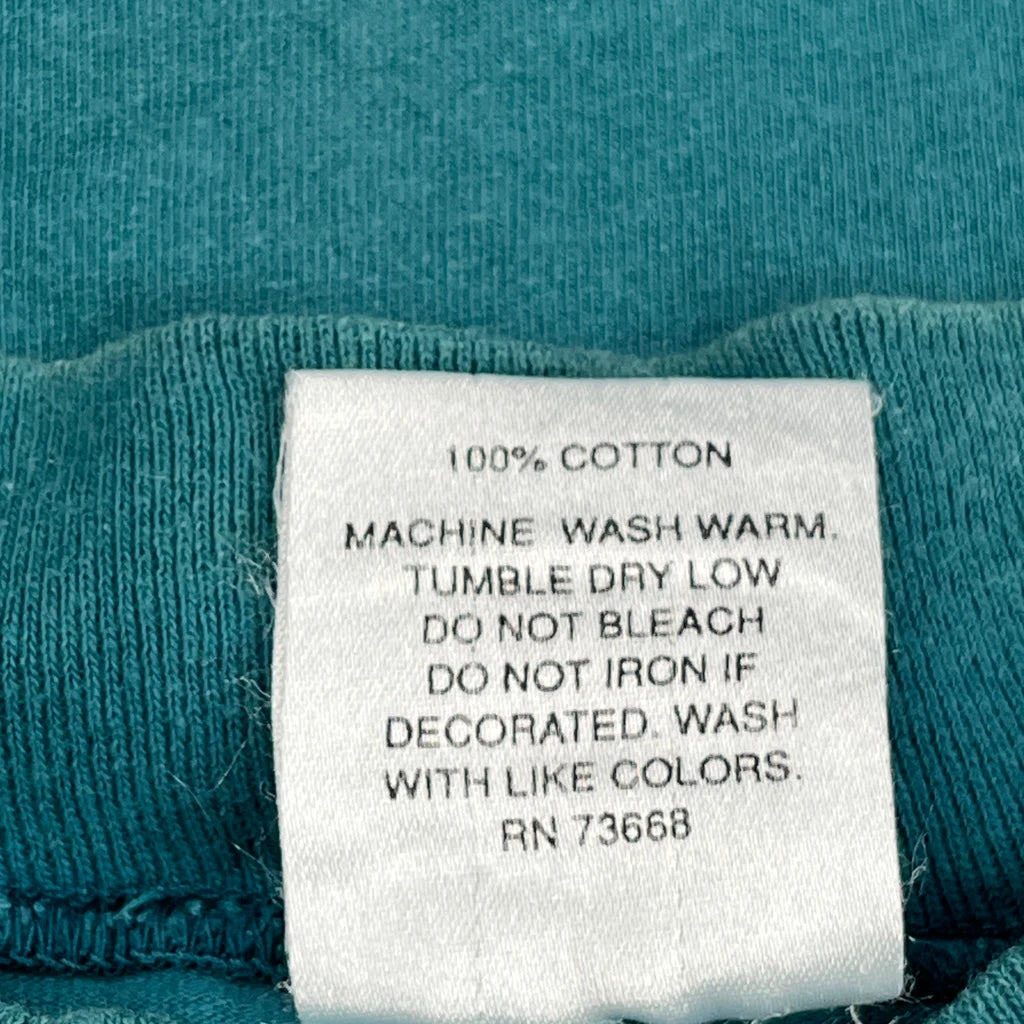 100% COTTON
MACHINE WASH WARM.
TUMBLE DRY LOW
DO NOT BLEACH
DO NOT IRON IF
DECORATED. WASH
WITH LIKE COLORS.
RN 73668